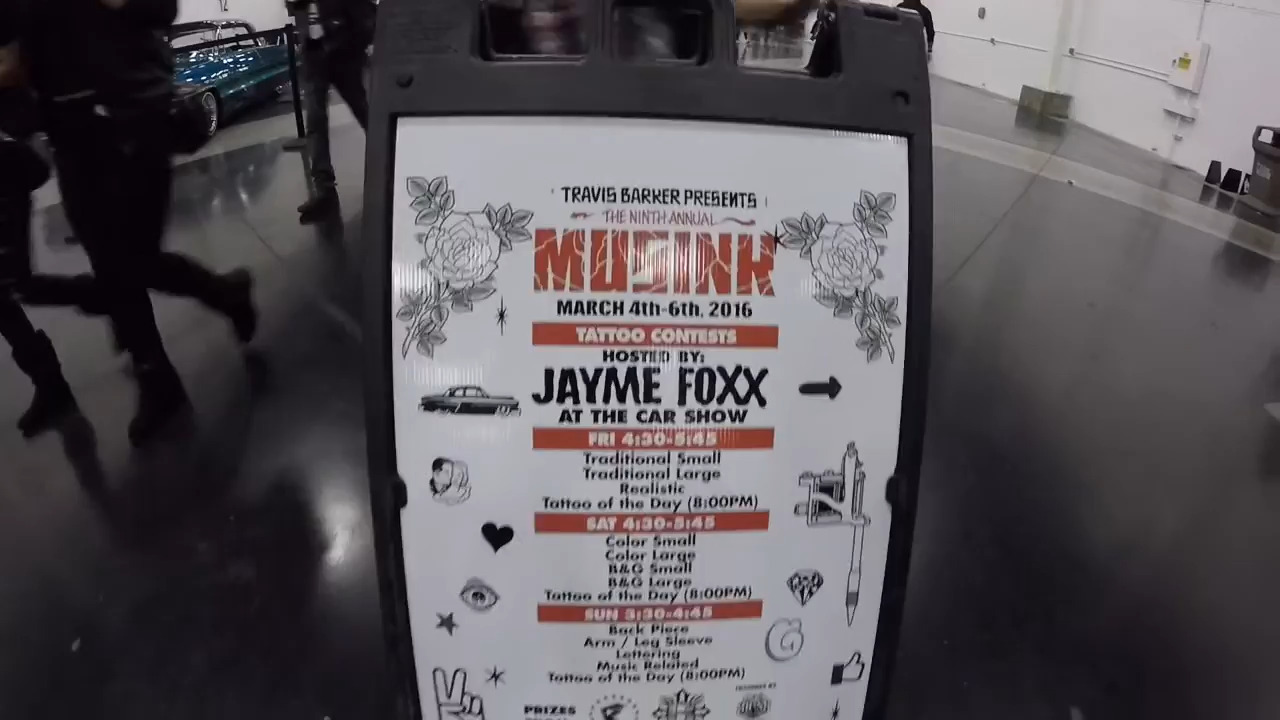 TRAVIS BARKER PRESENTS
THE NINTH ANNUAL
MUSINK
MARCH 4th-6th, 2016
TATTOO CONTESTS
HOSTED BY:
JAYME FOXX
AT THE CAR SHOW
FRI 4:30-5:45
Traditional Small
Traditional Large
Realistic
Tattoo of the Day (8:00PM)
SAT 4:30-5:45
Color Small
Color Large
B&G Small
B&G Large
Tattoo of the Day (8:00PM)
SUN 3:30-4:45
Back Piece
Arm / Leg Sleeve
Lettering
Music Related
Tattoo of the Day (8:00PM)
PRIZES